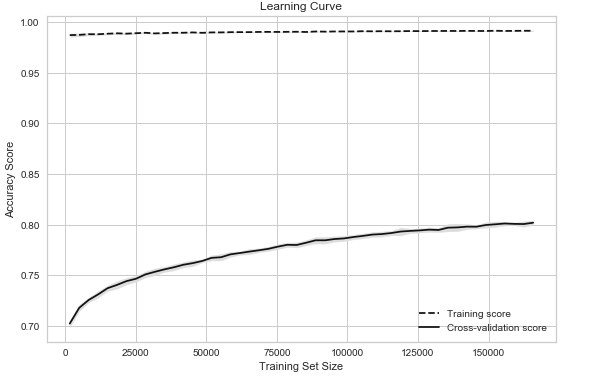 Learning Curve
1.00
0.95
0.90
0.85
0.80
0.75
0.70
Accuracy Score
Training score
Cross-validation score
0 25000 50000 75000 100000 125000 150000
Training Set Size